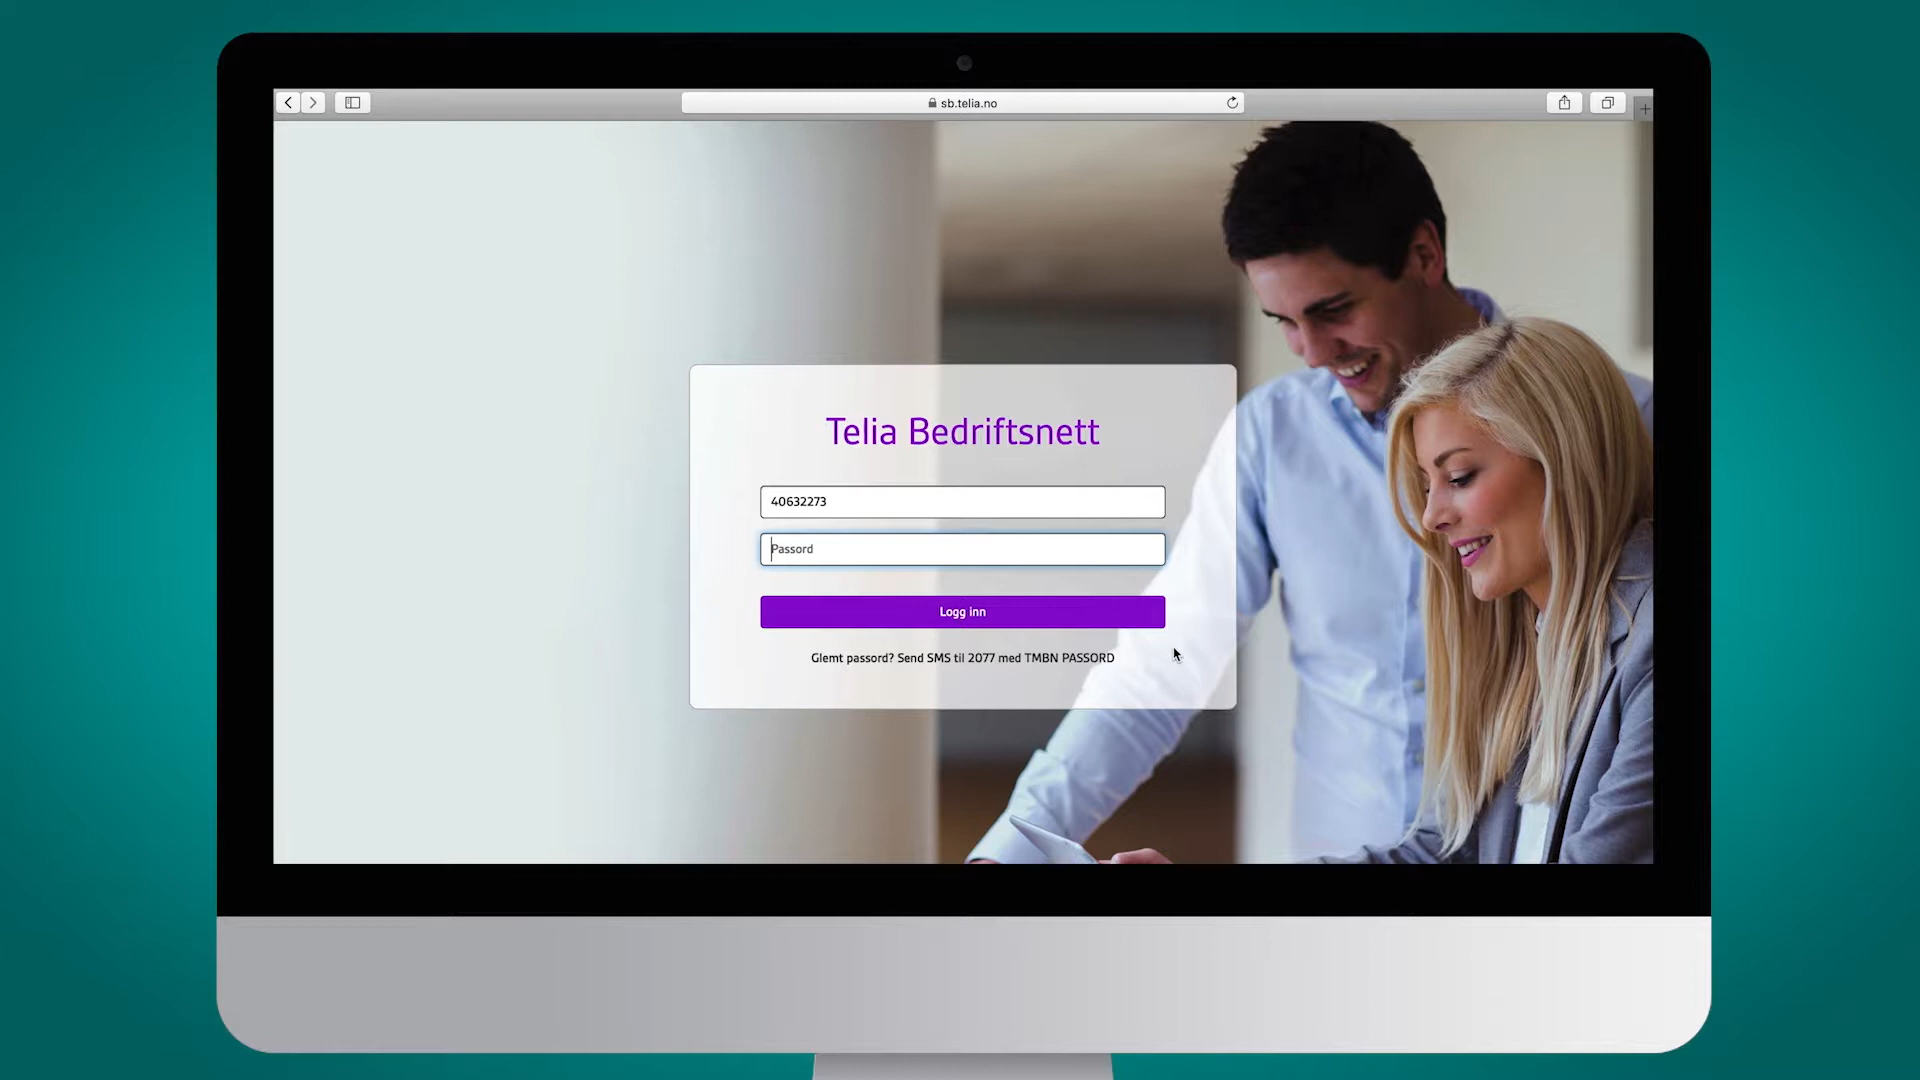 sb.telia.no
Telia Bedriftsnett
40632273
Passord
Logg inn
Glemt passord? Send SMS til 2077 med TMBN PASSORD